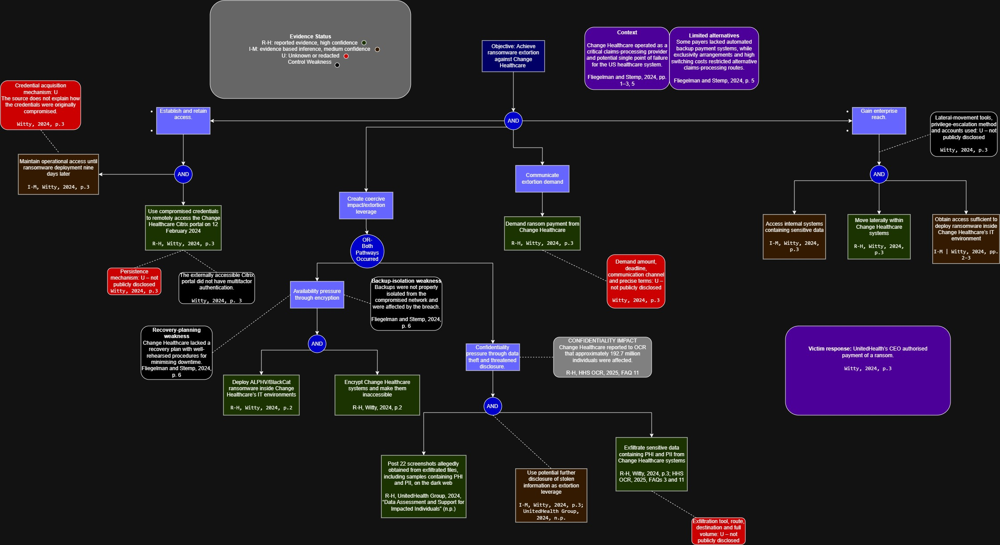 Evidence Status
R-H: reported evidence, high confidence
I-M: evidence based inference, medium confidence
U: Unknown or redacted
Control Weakness
Objective: Achieve
ransomware extortion
against Change
Healthcare
Context
Change Healthcare operated as a
critical claims-processing provider
and potential single point of failure
for the US healthcare system.
Fliegelman and Stemp, 2024, pp.
1–3, 5
Limited alternatives
Some payers lacked automated
backup payment systems, while
exclusivity arrangements and high
switching costs restricted alternative
claims-processing routes.
Fliegelman and Stemp, 2024, p. 5
Credential acquisition
mechanism: U
The source does not explain how
the credentials were originally
compromised.
Witty, 2024, p.3
Establish and retain
access.
AND
Gain enterprise
reach.
Lateral-movement tools,
privilege-escalation method
and accounts used: U – not
publicly disclosed
Witty, 2024, p.3
Maintain operational access until
ransomware deployment nine
days later
I-M, Witty, 2024, p.3
AND
Communicate
extortion demand
AND
Create coercive
impact/extortion
leverage
Use compromised credentials
to remotely access the Change
Healthcare Citrix portal on 12
February 2024
R-H, Witty, 2024, p.3
Demand ransom payment from
Change Healthcare
R-H, Witty, 2024, p.3
Access internal systems
containing sensitive data
I-M, Witty, 2024,
p.3
Move laterally within
Change Healthcare
systems
R-H, Witty, 2024,
p.3
Obtain access sufficient to
deploy ransomware inside
Change Healthcare's IT
environment
I-M | Witty, 2024, pp.
2–3
OR-
Both
Pathways
Occurred
Persistence
mechanism: U – not
publicly disclosed
Witty, 2024, p.3
The externally accessible Citrix
portal did not have multifactor
authentication.
Witty, 2024, p. 3
Availability pressure
through encryption
Backup-isolation weakness
Backups were not properly
isolated from the
compromised network and
were affected by the breach.
Fliegelman and Stemp, 2024,
p. 6
Demand amount,
deadline,
communication channel
and precise terms: U –
not publicly disclosed
Witty, 2024, p.3
Recovery-planning
weakness
Change Healthcare lacked a
recovery plan with well-
rehearsed procedures for
minimising downtime.
Fliegelman and Stemp, 2024,
p. 6
AND
Confidentiality
pressure through data
theft and threatened
disclosure.
CONFIDENTIALITY IMPACT
Change Healthcare reported to OCR
that approximately 192.7 million
individuals were affected.
R-H, HHS OCR, 2025, FAQ 11
Victim response: UnitedHealth's CEO authorised
payment of a ransom.
Witty, 2024, p.3
Deploy ALPHV/BlackCat
ransomware inside Change
Healthcare's IT environments
R-H, Witty, 2024, p.2
Encrypt Change Healthcare
systems and make them
inaccessible
R-H, Witty, 2024, p.2
AND
Post 22 screenshots allegedly
obtained from exfiltrated files,
including samples containing PHI
and PII, on the dark web
R-H, UnitedHealth Group, 2024,
“Data Assessment and Support for
Impacted Individuals” (n.p.)
Use potential further
disclosure of stolen
information as extortion
leverage
I-M, Witty, 2024, p.3;
UnitedHealth Group,
2024, n.p.
Exfiltrate sensitive data
containing PHI and PII from
Change Healthcare systems
R-H, Witty, 2024, p.3; HHS
OCR, 2025, FAQs 3 and 11
Exfiltration tool, route,
destination and full
volume: U – not
publicly disclosed